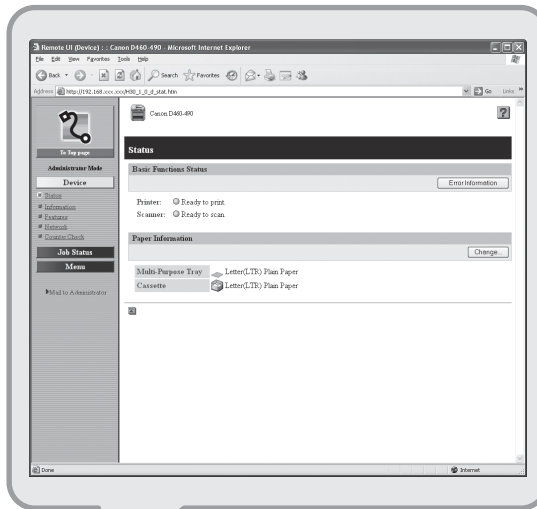 Remote UI (Device) : : Canon D460-490 - Microsoft Internet Explorer
File Edit View Favorites Tools Help
Back Search Favorites
Address http://192.168.xxx.xxx/H30_1_0_d_stat.htm Go Links
Canon D460-490
To Top page
Administrator Mode
Device
Status
Information
Features
Network
Counter Check
Job Status
Menu
Mail to Administrator
Status
Basic Functions Status
Error Information
Printer: Ready to print.
Scanner: Ready to scan.
Paper Information
Change...
Multi-Purpose Tray Letter(LTR) Plain Paper
Cassette Letter(LTR) Plain Paper
Done Internet